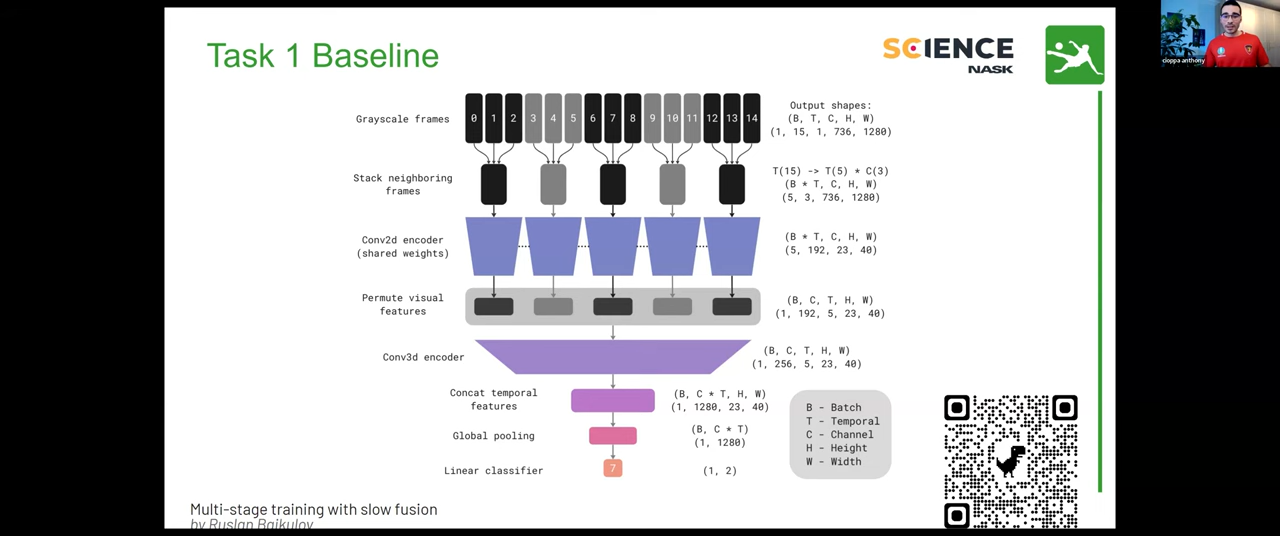 Task 1 Baseline
SCIENCE
NASK
cioppa anthony
Grayscale frames
0 1 2 3 4 5 6 7 8 9 10 11 12 13 14
Output shapes:
(B, T, C, H, W)
(1, 15, 1, 736, 1280)
Stack neighboring
frames
T(15) -> T(5) * C(3)
(B * T, C, H, W)
(5, 3, 736, 1280)
Conv2d encoder
(shared weights)
(B * T, C, H, W)
(5, 192, 23, 40)
Permute visual
features
(B, C, T, H, W)
(1, 192, 5, 23, 40)
Conv3d encoder
(B, C, T, H, W)
(1, 256, 5, 23, 40)
Concat temporal
features
(B, C * T, H, W)
(1, 1280, 23, 40)
Global pooling
(B, C * T)
(1, 1280)
Linear classifier
7
(1, 2)
B - Batch
T - Temporal
C - Channel
H - Height
W - Width
Multi-stage training with slow fusion
by Ruslan Baikulov